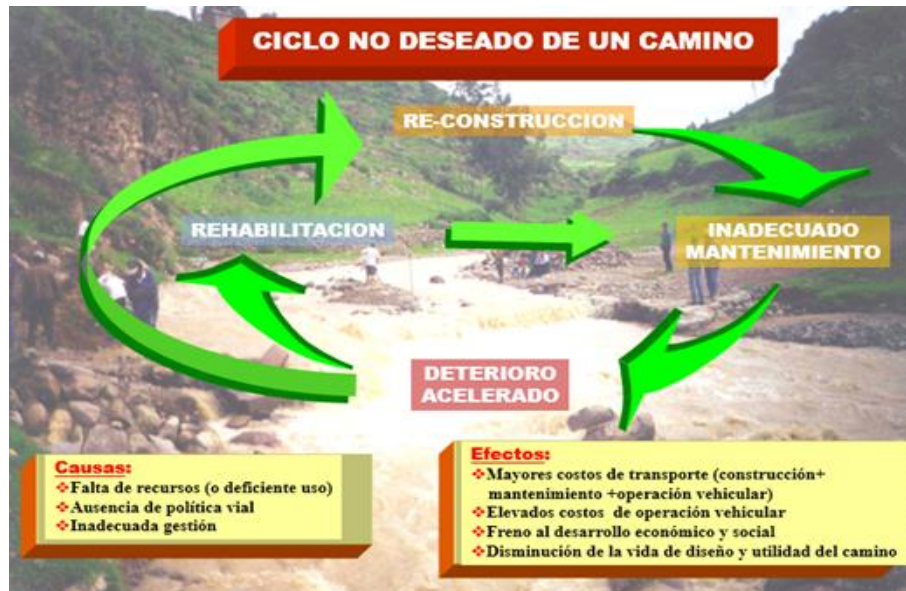 CICLO NO DESEADO DE UN CAMINO
RE-CONSTRUCCION
REHABILITACION
INADECUADO
MANTENIMIENTO
DETERIORO
ACELERADO
Causas:
❖Falta de recursos (o deficiente uso)
❖Ausencia de política vial
❖Inadecuada gestión
Efectos:
❖Mayores costos de transporte (construcción+
mantenimiento +operación vehicular)
❖Elevados costos de operación vehicular
❖Freno al desarrollo económico y social
❖Disminución de la vida de diseño y utilidad del camino